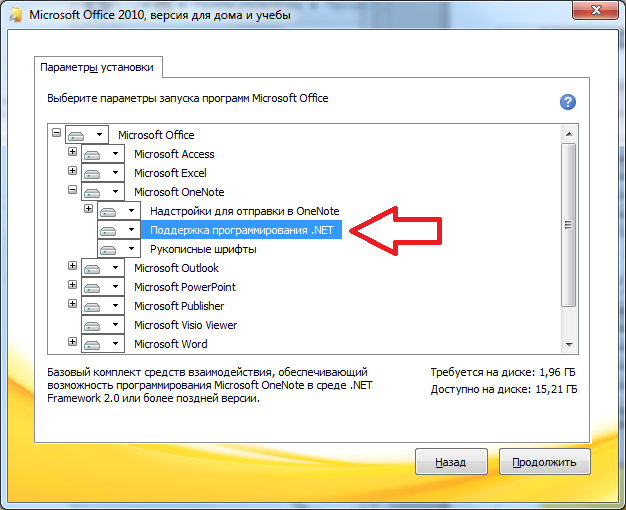 Microsoft Office 2010, версия для дома и учебы
Параметры установки
Выберите параметры запуска программ Microsoft Office
Microsoft Office
Microsoft Access
Microsoft Excel
Microsoft OneNote
Надстройки для отправки в OneNote
Поддержка программирования .NET
Рукописные шрифты
Microsoft Outlook
Microsoft PowerPoint
Microsoft Publisher
Microsoft Visio Viewer
Microsoft Word
Базовый комплект средств взаимодействия, обеспечивающий
возможность программирования Microsoft OneNote в среде .NET
Framework 2.0 или более поздней версии.
Требуется на диске: 1,96 ГБ
Доступно на диске: 15,21 ГБ
Назад
Продолжить